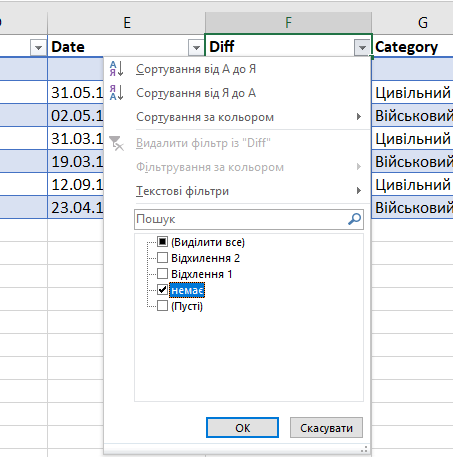 E F G
Date Diff Category
Сортування від А до Я
31.05.1 Сортування від Я до А Цивільний
02.05.1 Сортування за кольором Військовий
31.03.1 Видалити фільтр із "Diff" Цивільний
19.03.1 Фільтрування за кольором Військовий
12.09.1 Текстові фільтри Цивільний
23.04.1 Пошук Військовий
(Виділити все)
Відхилення 2
Відхлення 1
немає
(Пусті)
ОК Скасувати